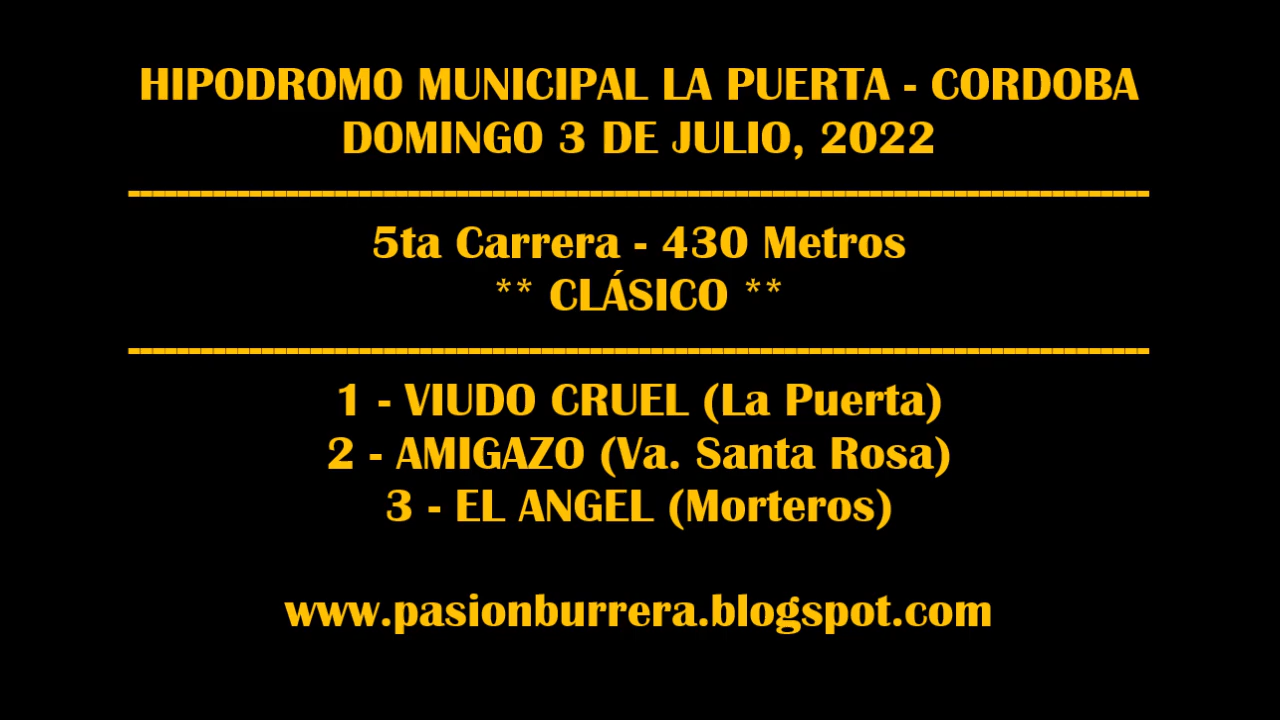 HIPODROMO MUNICIPAL LA PUERTA - CORDOBA
DOMINGO 3 DE JULIO, 2022
--------------------------------------------------------------------------------
5ta Carrera - 430 Metros
** CLÁSICO **
--------------------------------------------------------------------------------
1 - VIUDO CRUEL (La Puerta)
2 - AMIGAZO (Va. Santa Rosa)
3 - EL ANGEL (Morteros)
www.pasionburrera.blogspot.com